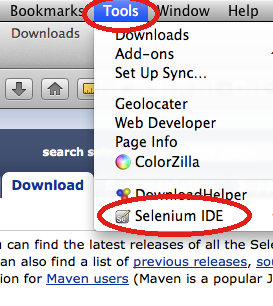 Bookmarks Tools Window Help
Downloads
Downloads
Add-ons
Set Up Sync...
Geolocater
Web Developer
Page Info
ColorZilla
search s
Download
DownloadHelper
Se Selenium IDE
can find the latest releases of all the Sele
an also find a list of previous releases, sou
ion for Maven users (Maven is a popular J